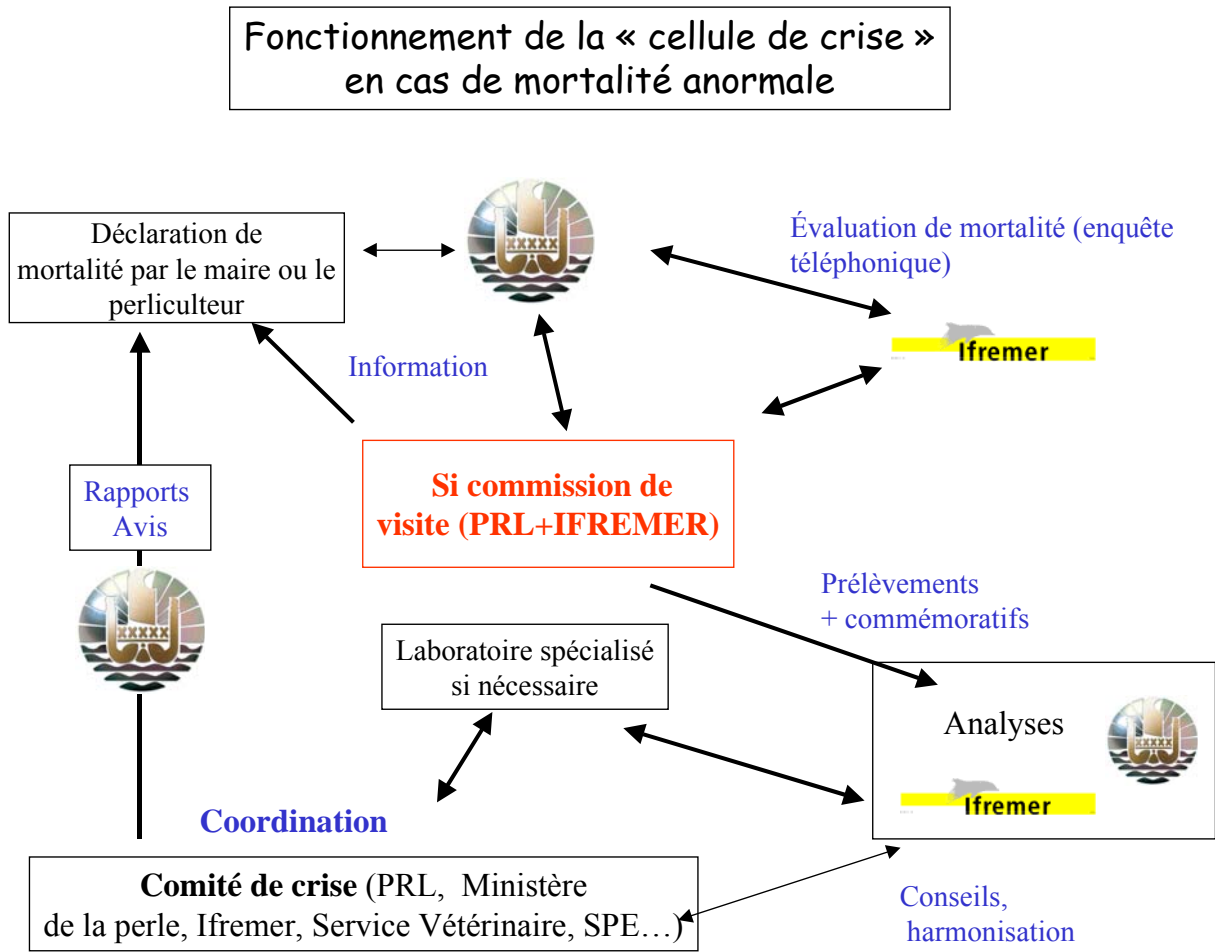 Fonctionnement de la « cellule de crise »
en cas de mortalité anormale
Déclaration de
mortalité par le maire ou le
perliculteur
Évaluation de mortalité (enquête
téléphonique)
Ifremer
Information
Si commission de
visite (PRL+IFREMER)
Rapports
Avis
Prélèvements
+ commémoratifs
Laboratoire spécialisé
si nécessaire
Analyses
Ifremer
Coordination
Comité de crise (PRL, Ministère
de la perle, Ifremer, Service Vétérinaire, SPE…)
Conseils,
harmonisation